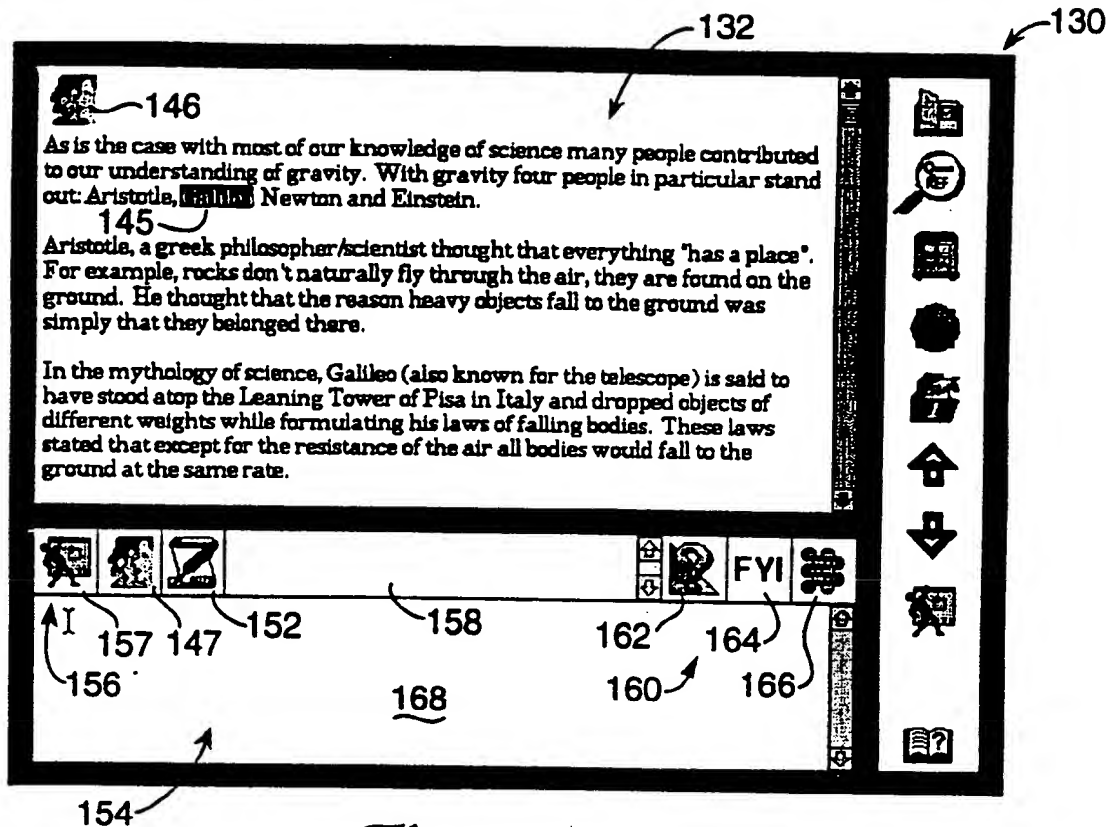 132
130
146
As is the case with most of our knowledge of science many people contributed
to our understanding of gravity. With gravity four people in particular stand
out: Aristotle, Galileo Newton and Einstein.
145
Aristotle, a greek philosopher/scientist thought that everything "has a place".
For example, rocks don't naturally fly through the air, they are found on the
ground. He thought that the reason heavy objects fall to the ground was
simply that they belonged there.
In the mythology of science, Galileo (also known for the telescope) is said to
have stood atop the Leaning Tower of Pisa in Italy and dropped objects of
different weights while formulating his laws of falling bodies. These laws
stated that except for the resistance of the air all bodies would fall to the
ground at the same rate.
REF
1
FYI
157 147 152 158 162 164
156 168 160 166
?
154